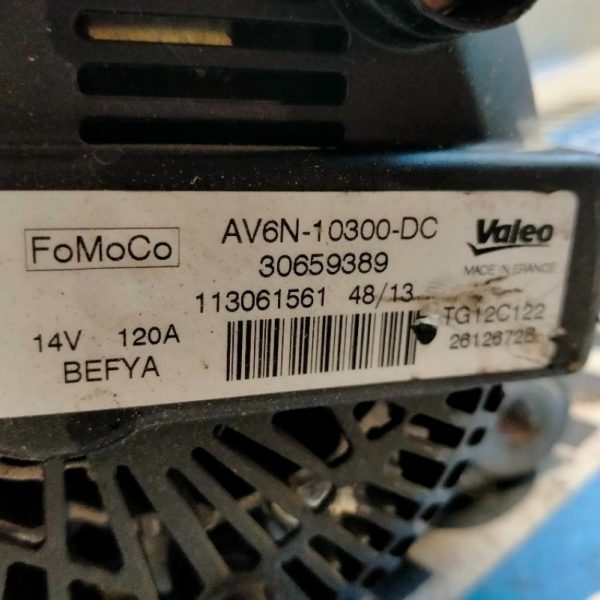 FoMoCo
AV6N-10300-DC
30659389
113061561 48/13
14V 120A
BEFYA
Valeo
MADE IN FRANCE
TG12C122
2612672B